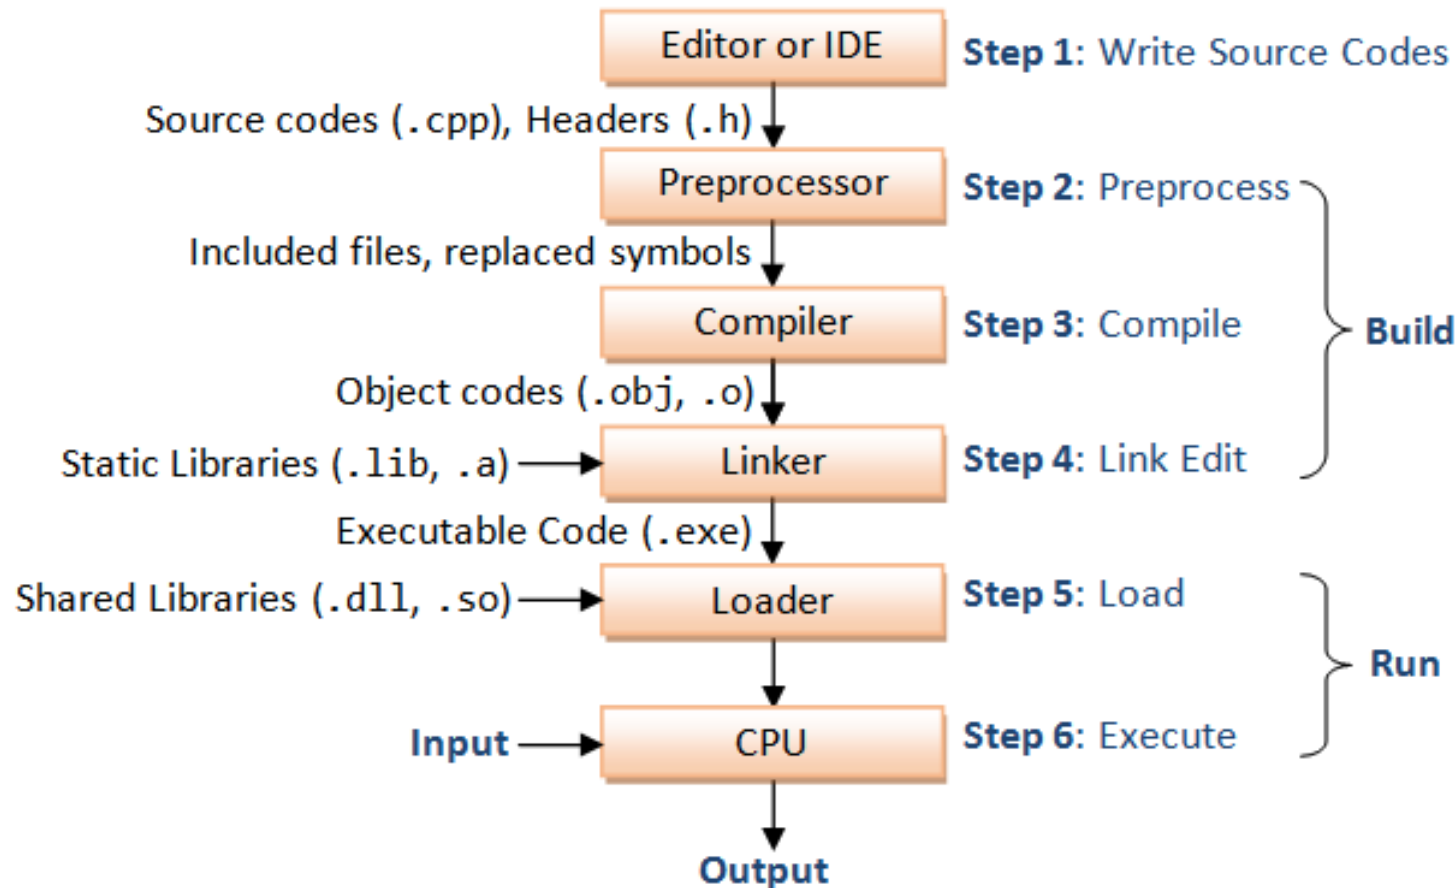 Editor or IDE
Step 1: Write Source Codes
Source codes (.cpp), Headers (.h)
Preprocessor
Step 2: Preprocess
Included files, replaced symbols
Compiler
Step 3: Compile
Build
Object codes (.obj, .o)
Static Libraries (.lib, .a)
Linker
Step 4: Link Edit
Executable Code (.exe)
Shared Libraries (.dll, .so)
Loader
Step 5: Load
Run
Input
CPU
Step 6: Execute
Output